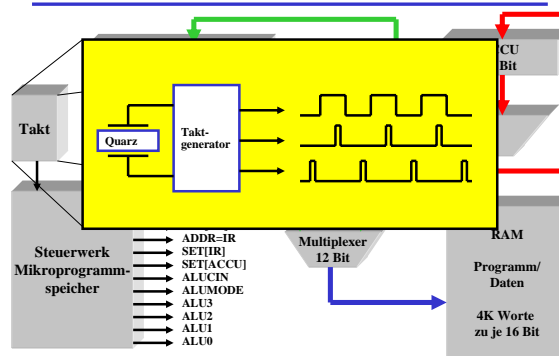 CU
Bit
Takt
Quarz
Takt-
generator
Steuerwerk
Mikroprogramm-
speicher
ADDR=IR
SET[IR]
SET[ACCU]
ALUCIN
ALUMODE
ALU3
ALU2
ALU1
ALU0
Multiplexer
12 Bit
RAM
Programm/
Daten
4K Worte
zu je 16 Bit